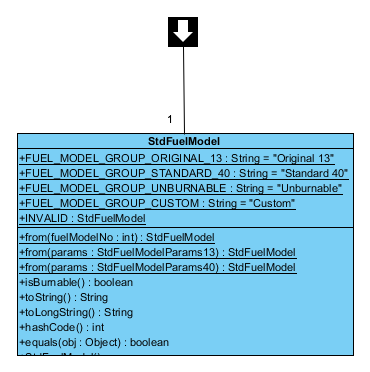 1
StdFuelModel
+FUEL_MODEL_GROUP_ORIGINAL_13 : String = "Original 13"
+FUEL_MODEL_GROUP_STANDARD_40 : String = "Standard 40"
+FUEL_MODEL_GROUP_UNBURNABLE : String = "Unburnable"
+FUEL_MODEL_GROUP_CUSTOM : String = "Custom"
+INVALID : StdFuelModel
+from(fuelModelNo : int) : StdFuelModel
+from(params : StdFuelModelParams13) : StdFuelModel
+from(params : StdFuelModelParams40) : StdFuelModel
+isBurnable() : boolean
+toString() : String
+toLongString() : String
+hashCode() : int
+equals(obj : Object) : boolean